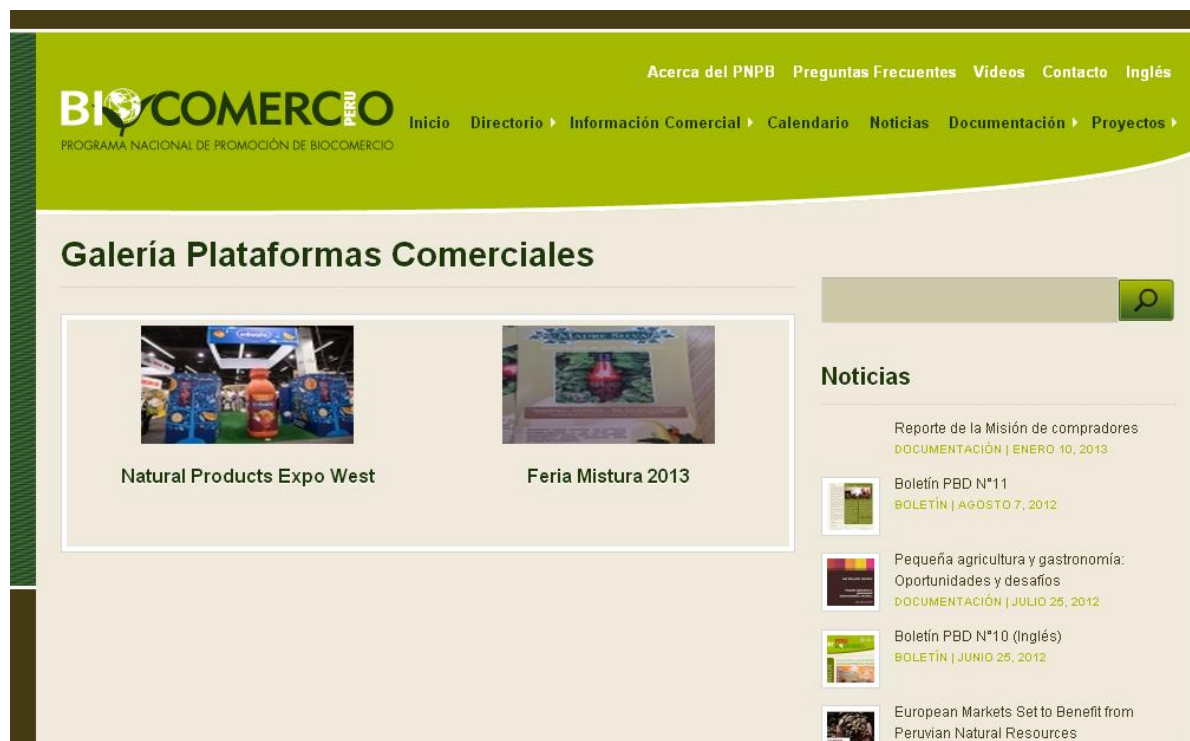 Acerca del PNPB Preguntas Frecuentes Vídeos Contacto Inglés
BIOCOMERCIO PERU
PROGRAMA NACIONAL DE PROMOCIÓN DE BIOCOMERCIO
Inicio Directorio Información Comercial Calendario Noticias Documentación Proyectos
Galería Plataformas Comerciales
MADRE SELVA
Natural Products Expo West
Feria Mistura 2013
Noticias
Reporte de la Misión de compradores
DOCUMENTACIÓN | ENERO 10, 2013
Boletín PBD N°11
BOLETÍN | AGOSTO 7, 2012
Pequeña agricultura y gastronomía:
Oportunidades y desafíos
DOCUMENTACIÓN | JULIO 25, 2012
Boletín PBD N°10 (Inglés)
BOLETÍN | JUNIO 25, 2012
European Markets Set to Benefit from
Peruvian Natural Resources